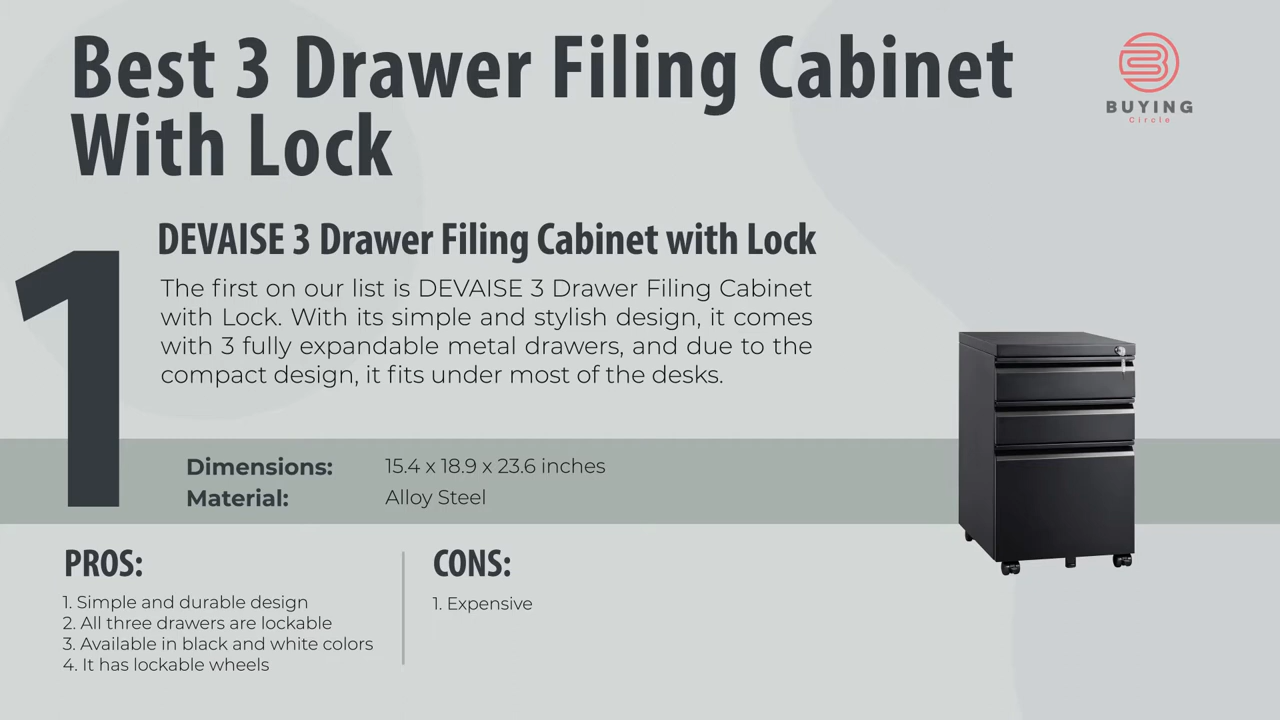 Best 3 Drawer Filing Cabinet
With Lock
BUYING
Circle
1
DEVAISE 3 Drawer Filing Cabinet with Lock
The first on our list is DEVAISE 3 Drawer Filing Cabinet
with Lock. With its simple and stylish design, it comes
with 3 fully expandable metal drawers, and due to the
compact design, it fits under most of the desks.
Dimensions: 15.4 x 18.9 x 23.6 inches
Material: Alloy Steel
PROS:
1. Simple and durable design
2. All three drawers are lockable
3. Available in black and white colors
4. It has lockable wheels
CONS:
1. Expensive